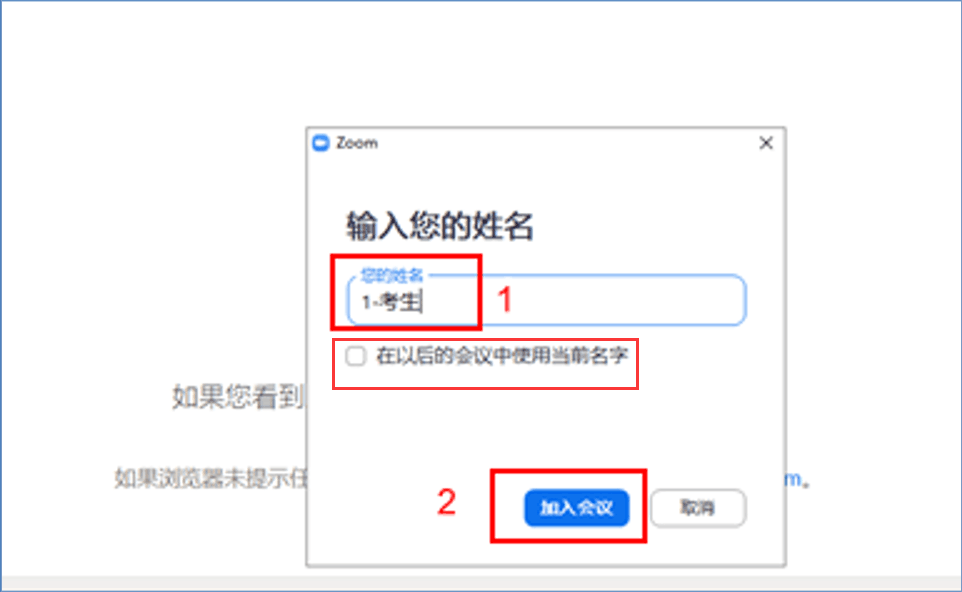 Zoom
输入您的姓名
您的姓名
1-考生
1
在以后的会议中使用当前名字
如果您看到
如果浏览器未提示任
m。
2
加入会议
取消